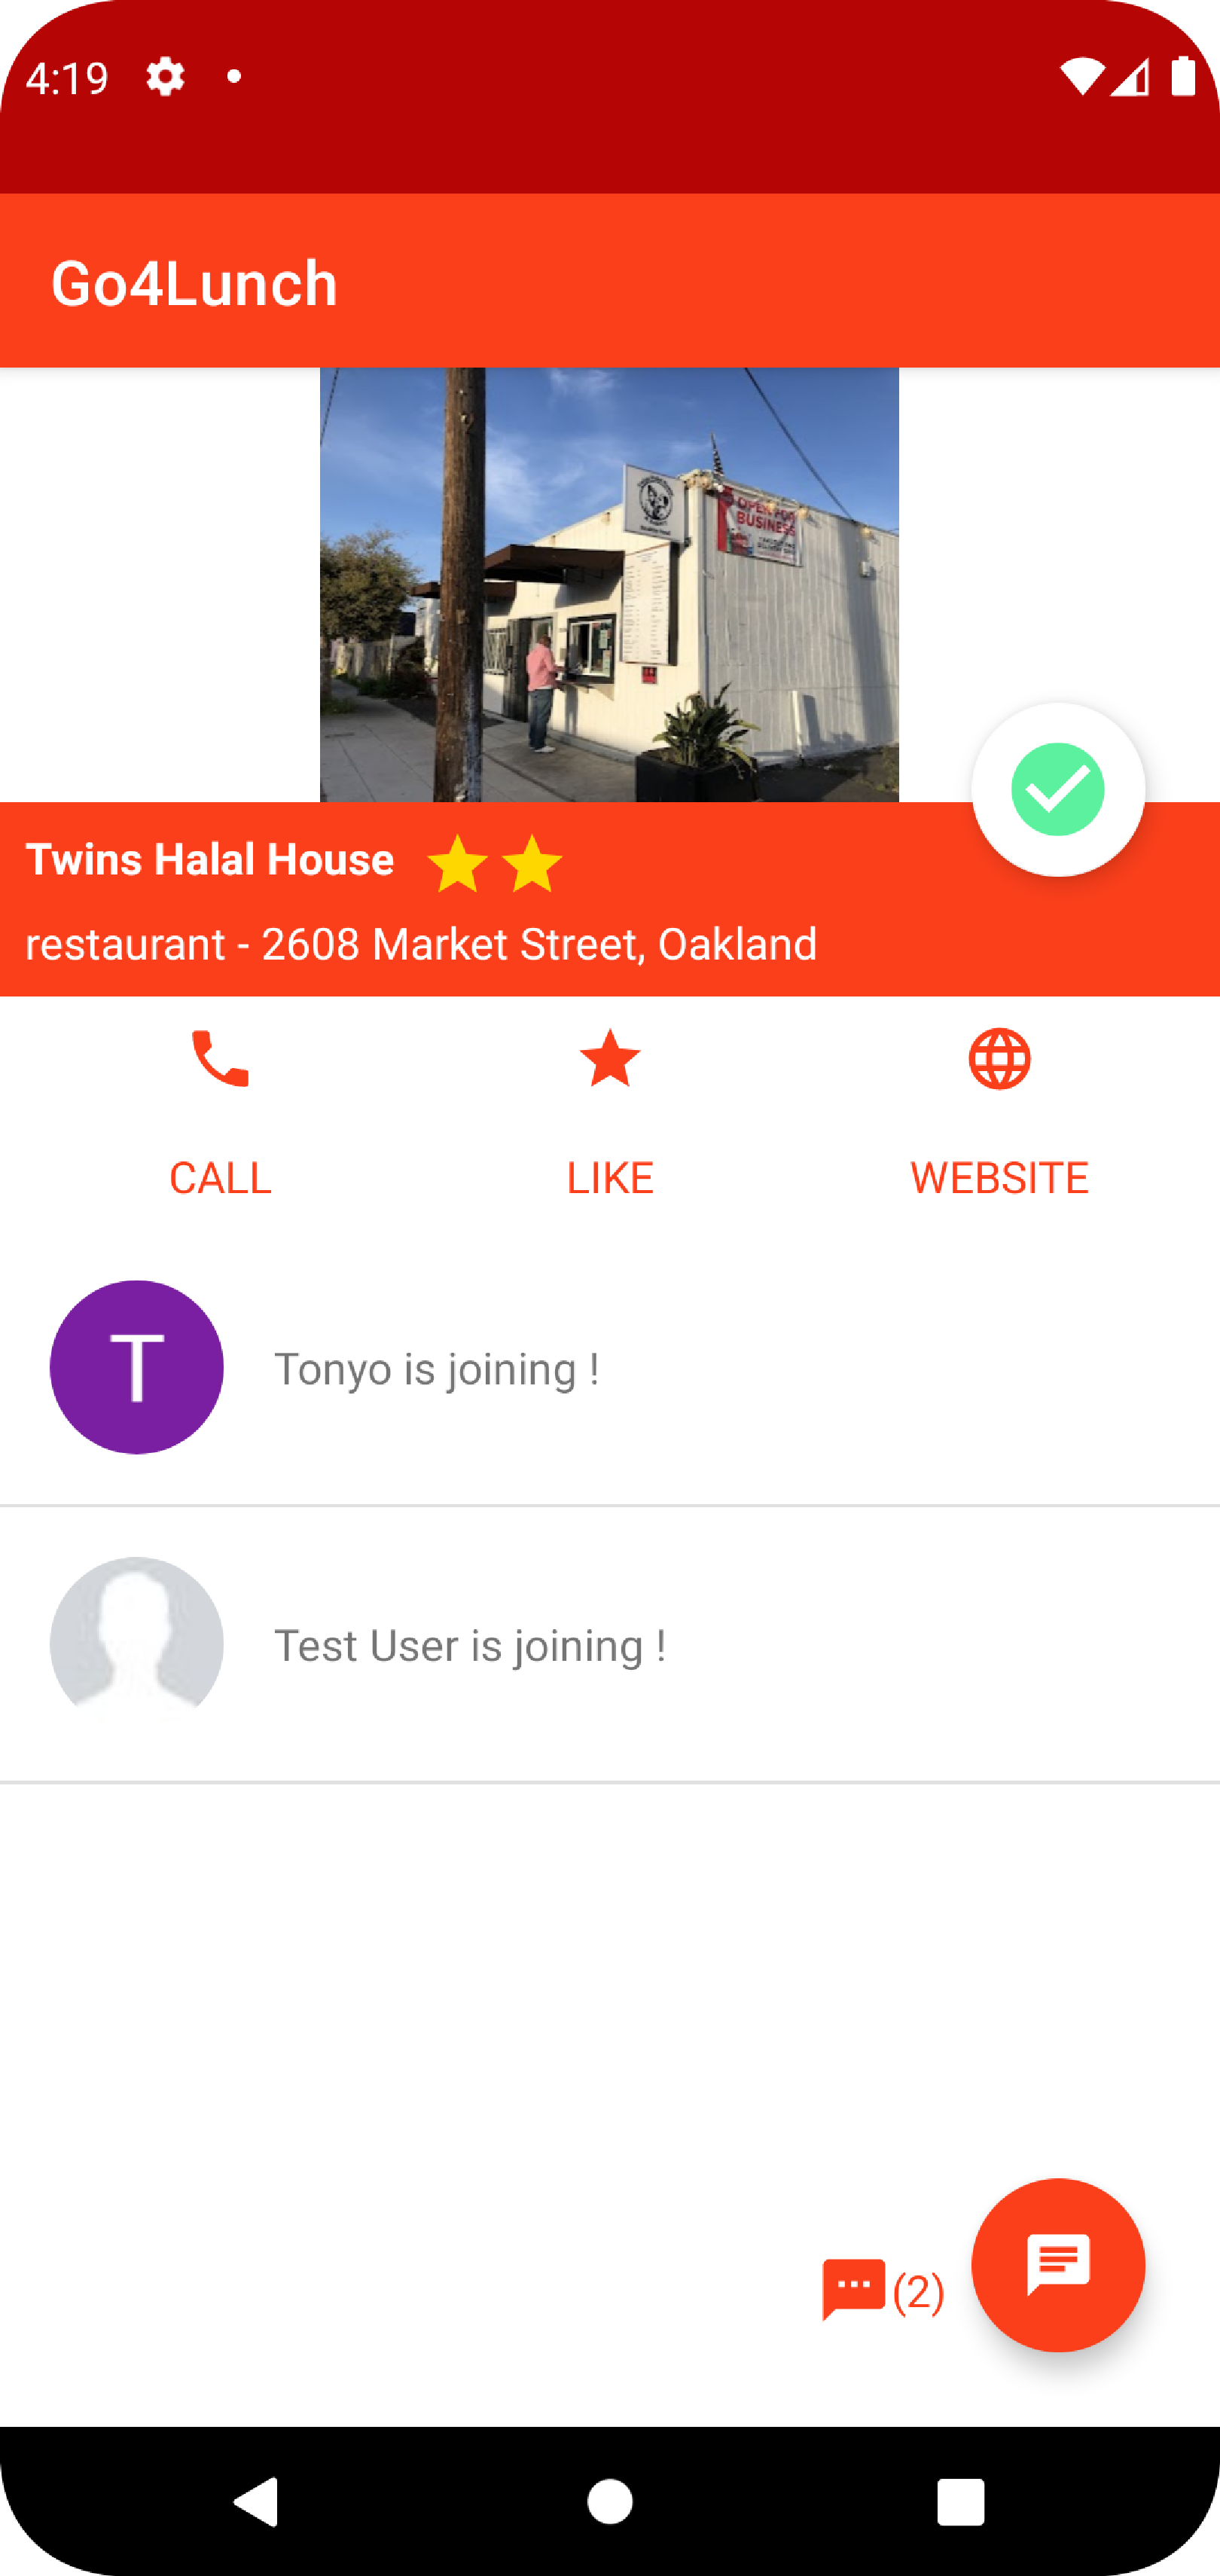 4:19
Go4Lunch
OPEN FOR
BUSINESS
Twins Halal House
restaurant - 2608 Market Street, Oakland
CALL
LIKE
WEBSITE
T
Tonyo is joining !
Test User is joining !
(2)